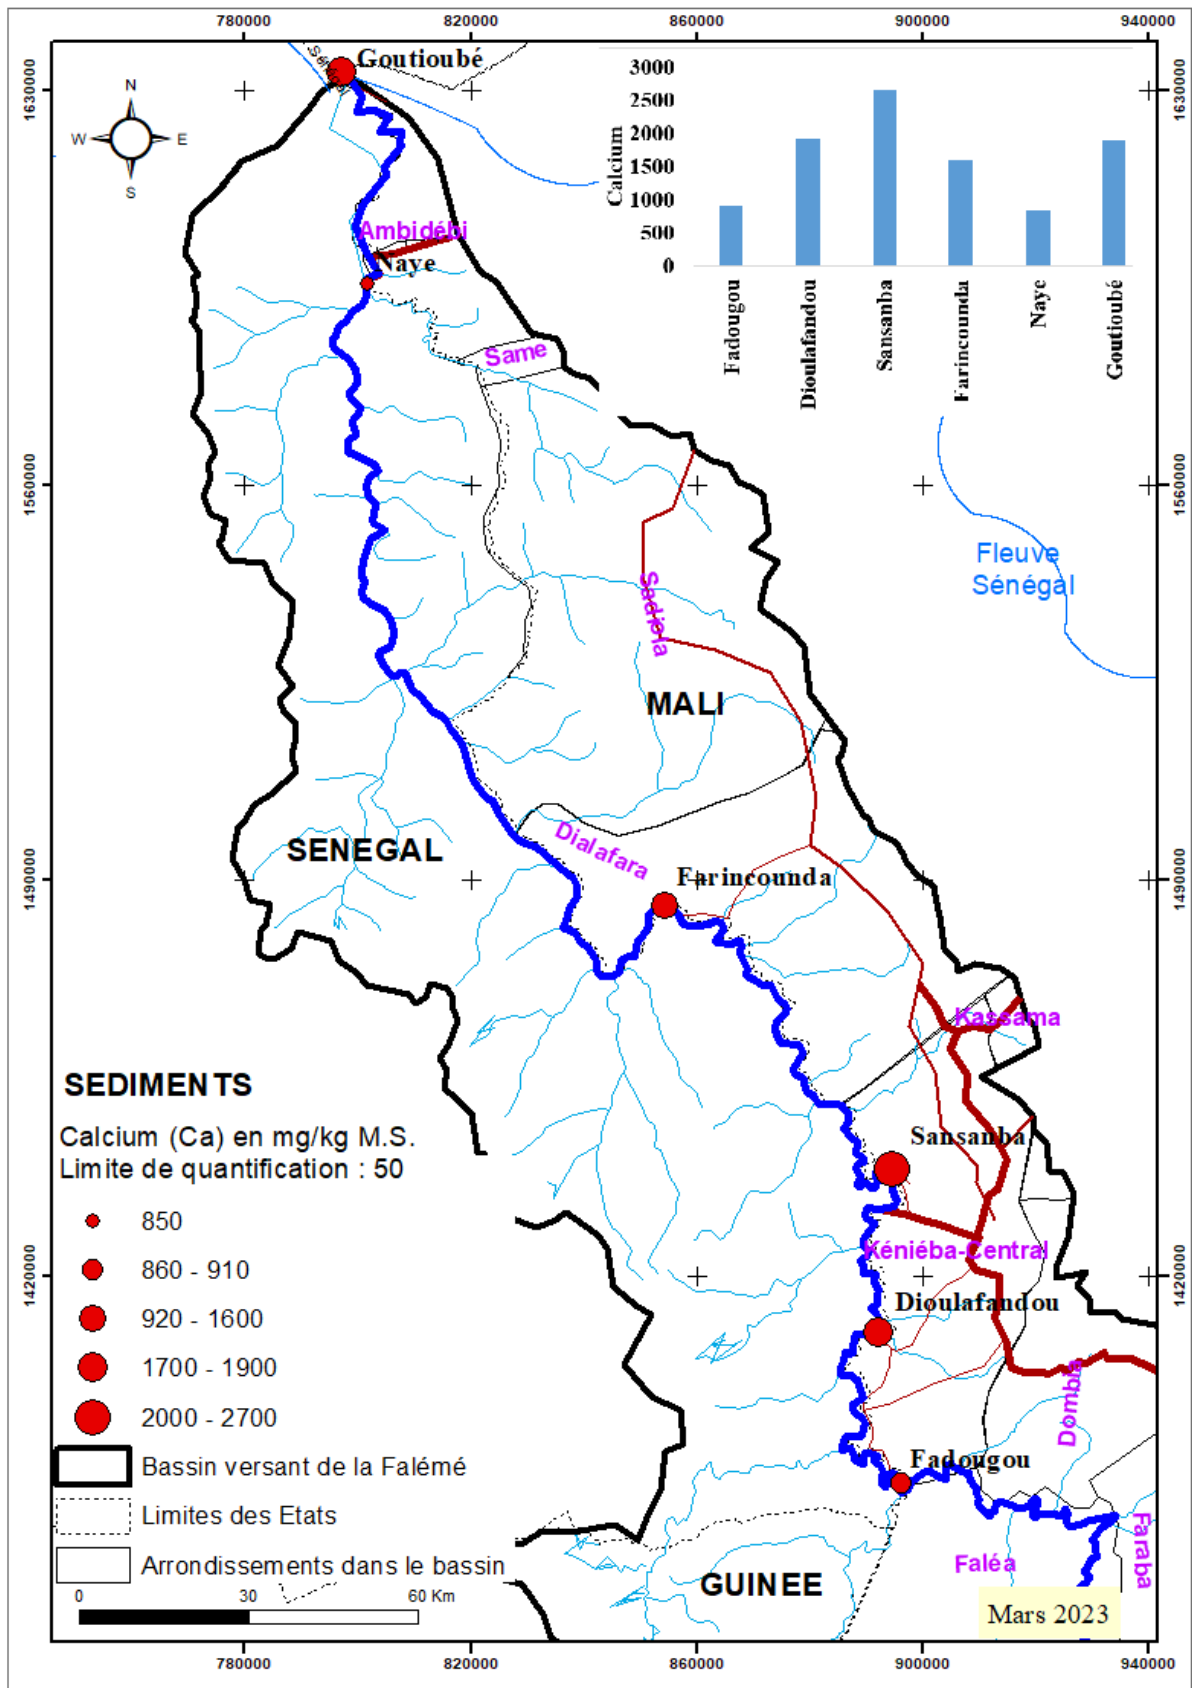 780000
820000
860000
900000
940000
1630000
1560000
1490000
1420000
1630000
1560000
1490000
1420000
N
W
E
S
Goutioubé
3000
2500
2000
1500
1000
500
0
Calcium
Fadougou
Dioulafandou
Sansanba
Farincounda
Naye
Goutioubé
Ambidébi
Naye
Same
Fleuve
Sénégal
Sadiola
MALI
SENEGAL
Dialafara
Farincounda
Kassama
Sansanba
Kéniéba-Central
Dioulafandou
Dombia
Fadougou
Faléa
Faraba
GUINEE
Mars 2023
SEDIMENTS
Calcium (Ca) en mg/kg M.S.
Limite de quantification : 50
850
860 - 910
920 - 1600
1700 - 1900
2000 - 2700
Bassin versant de la Falémé
Limites des Etats
Arrondissements dans le bassin
0 30 60 Km
780000
820000
860000
900000
940000